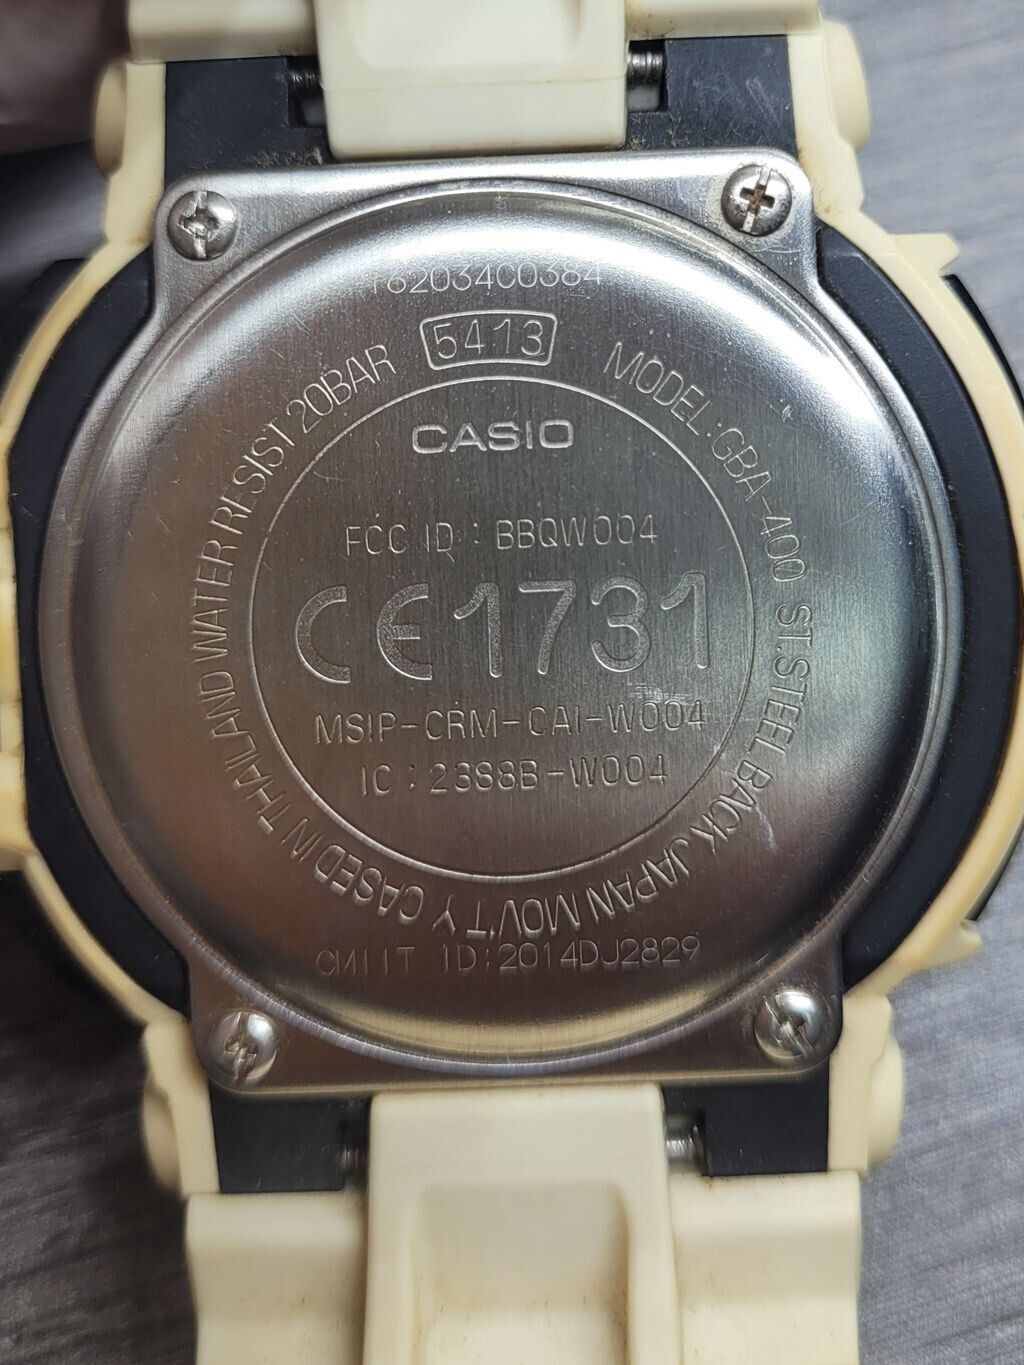 T62034C0384
5413
CASIO
FCC ID : BBQW004
CE1731
MSIP-CRM-CAI-W004
IC : 2388B-W004
MODEL:GBA-400 ST.STEEL BACK JAPAN MOV'T Y CASED IN THAILAND WATER RESIST 20BAR
CMIIT ID:2014DJ2829